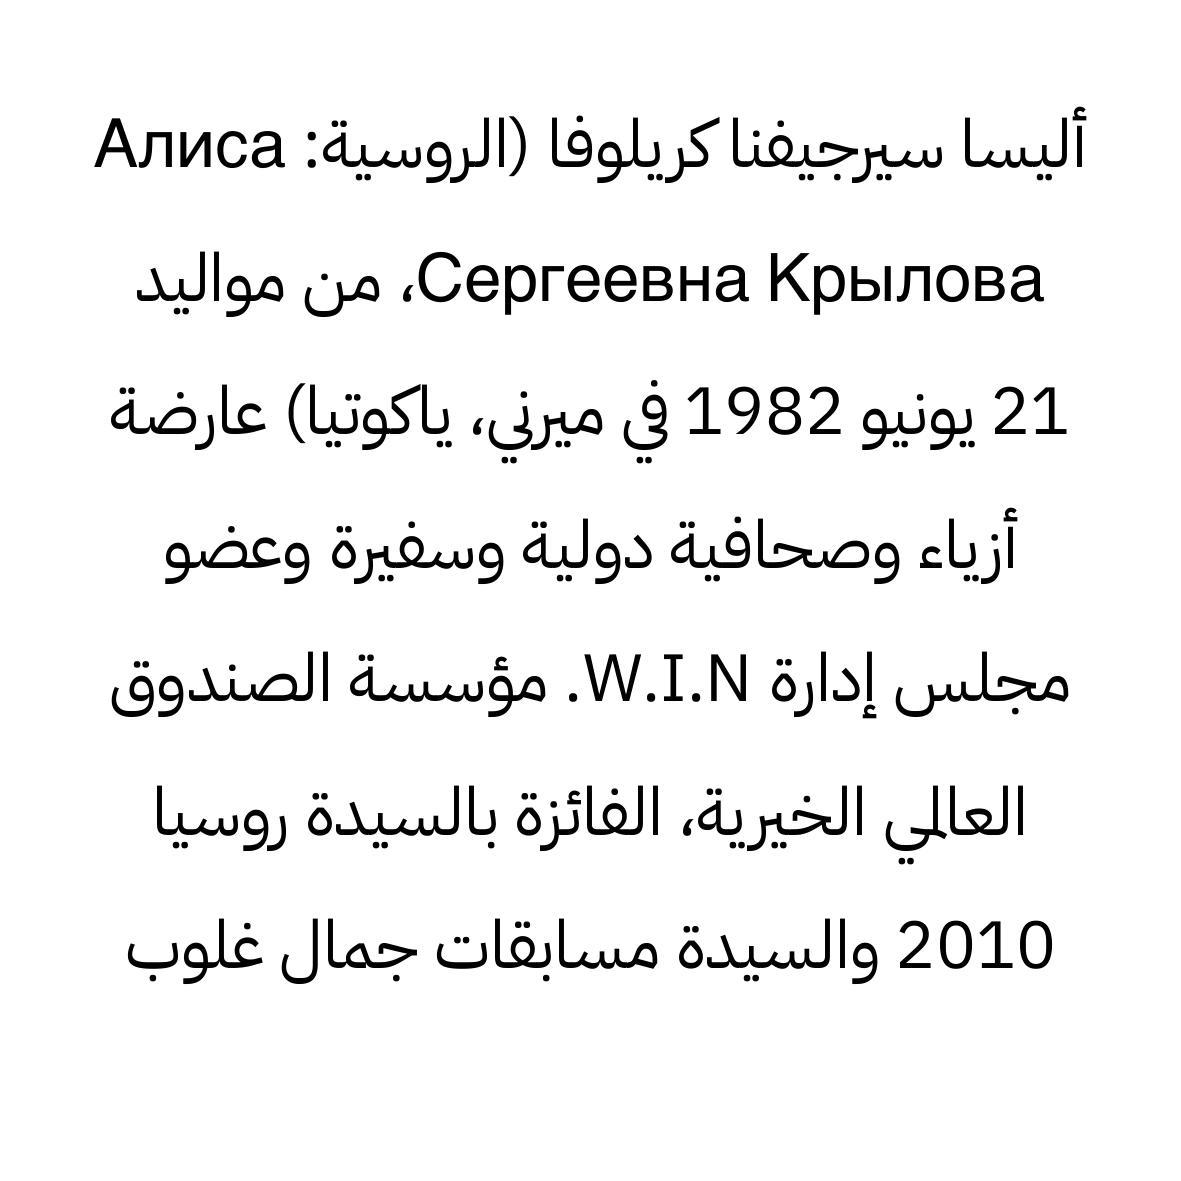 أليسا سيرجيفنا كريلوفا (الروسية: Алиса
Сергеевна Крылова، من مواليد
21 يونيو 1982 في ميرني، ياكوتيا) عارضة
أزياء وصحافية دولية وسفيرة وعضو
مجلس إدارة W.I.N. مؤسسة الصندوق
العالمي الخيرية، الفائزة بالسيدة روسيا
2010 والسيدة مسابقات جمال غلوب